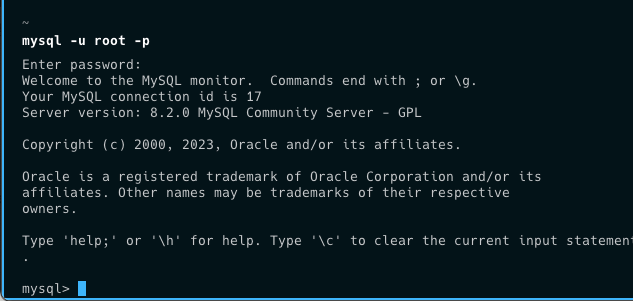 ~
mysql -u root -p
Enter password:
Welcome to the MySQL monitor.  Commands end with ; or \g.
Your MySQL connection id is 17
Server version: 8.2.0 MySQL Community Server - GPL
Copyright (c) 2000, 2023, Oracle and/or its affiliates.
Oracle is a registered trademark of Oracle Corporation and/or its
affiliates. Other names may be trademarks of their respective
owners.
Type 'help;' or '\h' for help. Type '\c' to clear the current input statement
.
mysql>